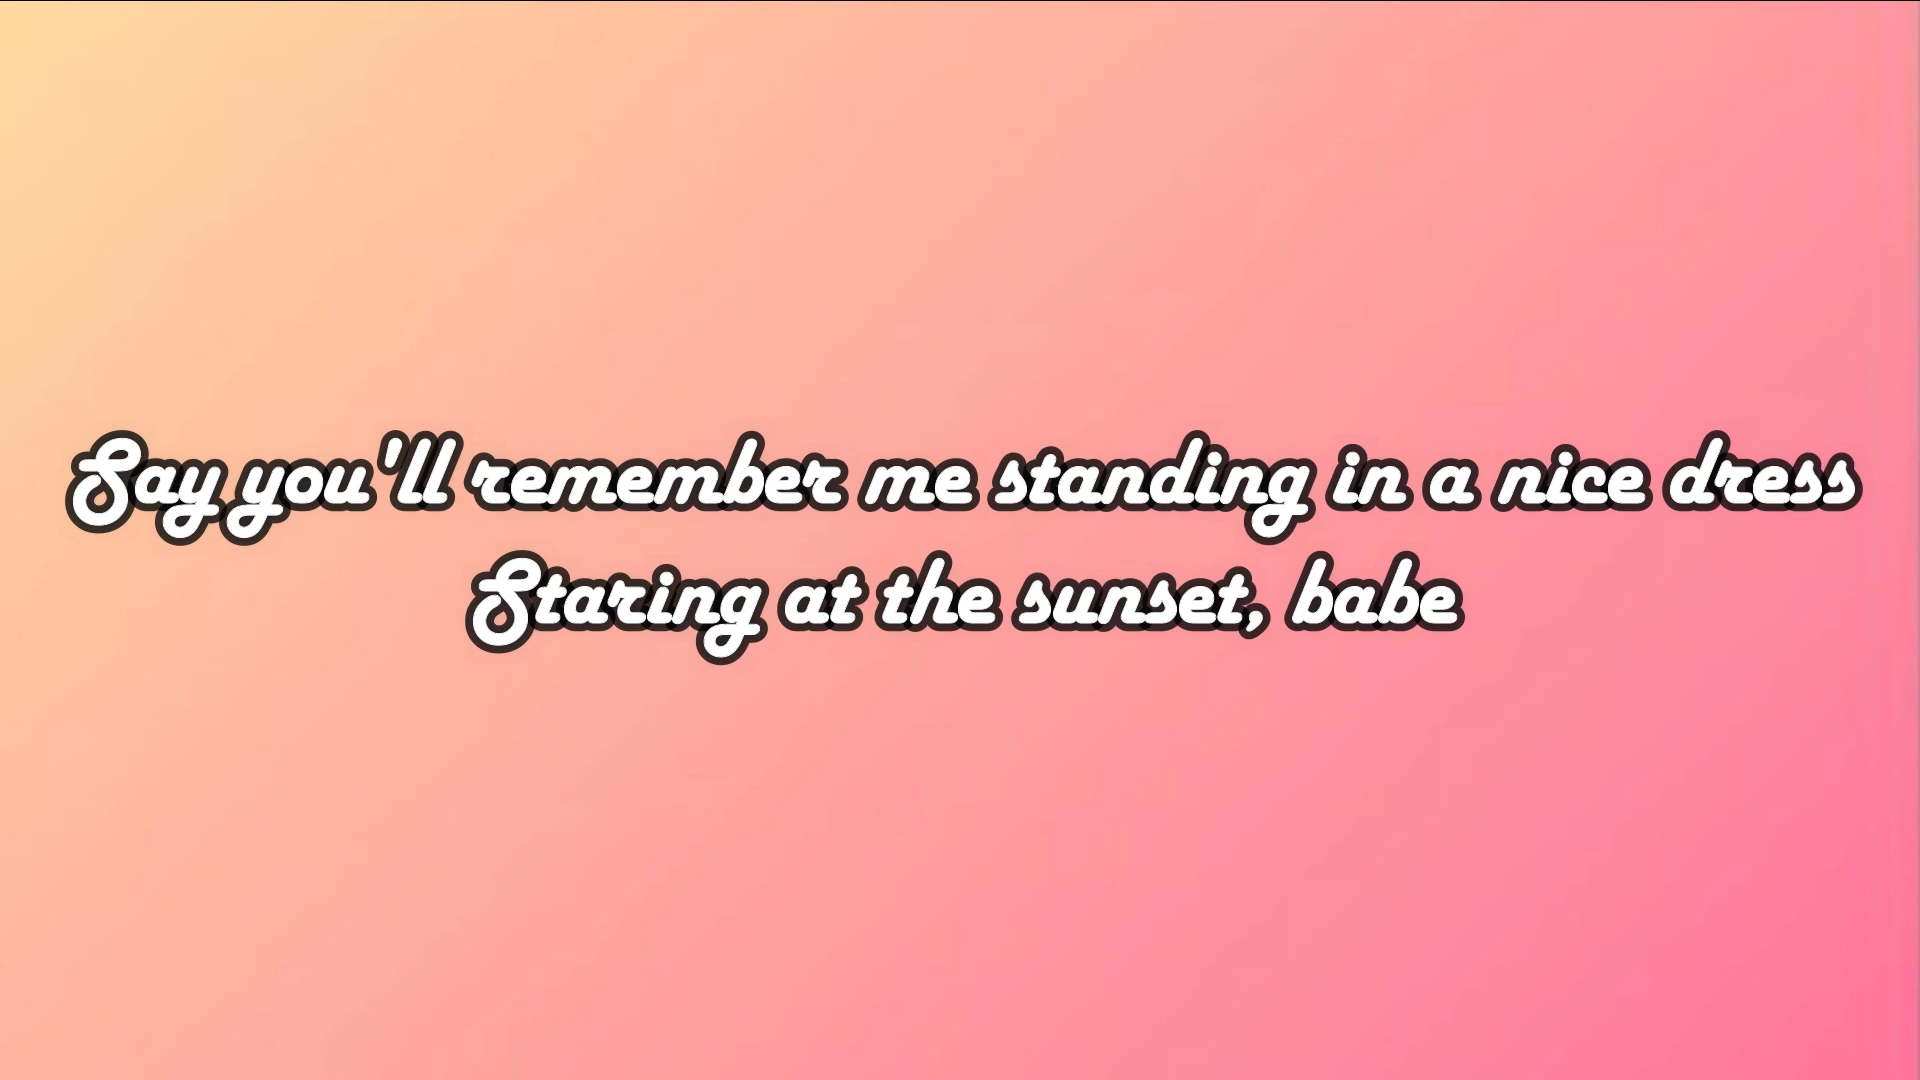 Say you'll remember me standing in a nice dress
Staring at the sunset, babe